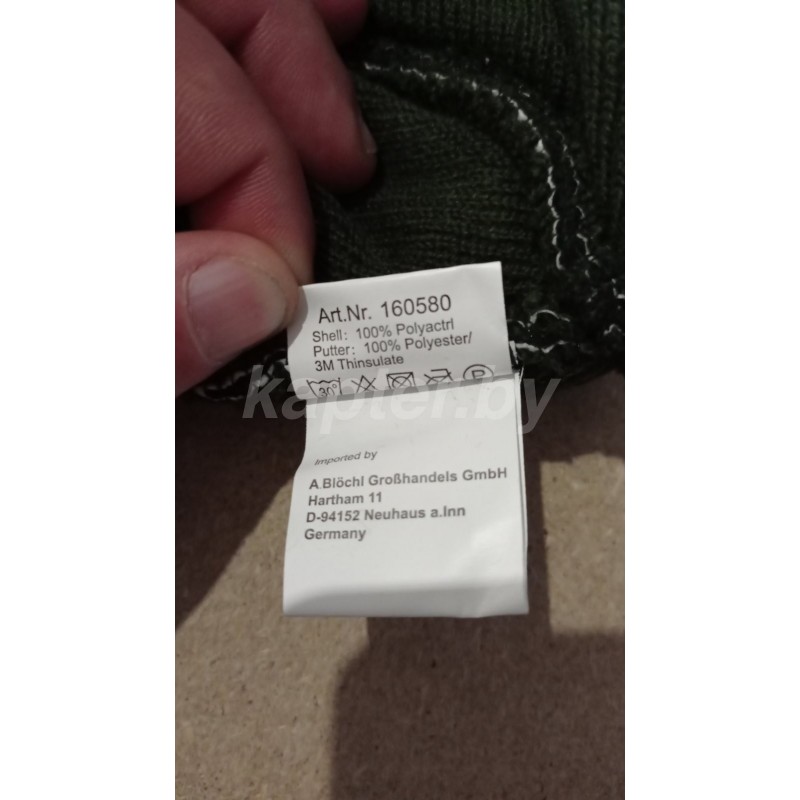 Art.Nr. 160580
Shell: 100% Polyactrl
Putter: 100% Polyester/
3M Thinsulate
30°
P
kapter.by
Imported by
A.Blöchl Großhandels GmbH
Hartham 11
D-94152 Neuhaus a.Inn
Germany